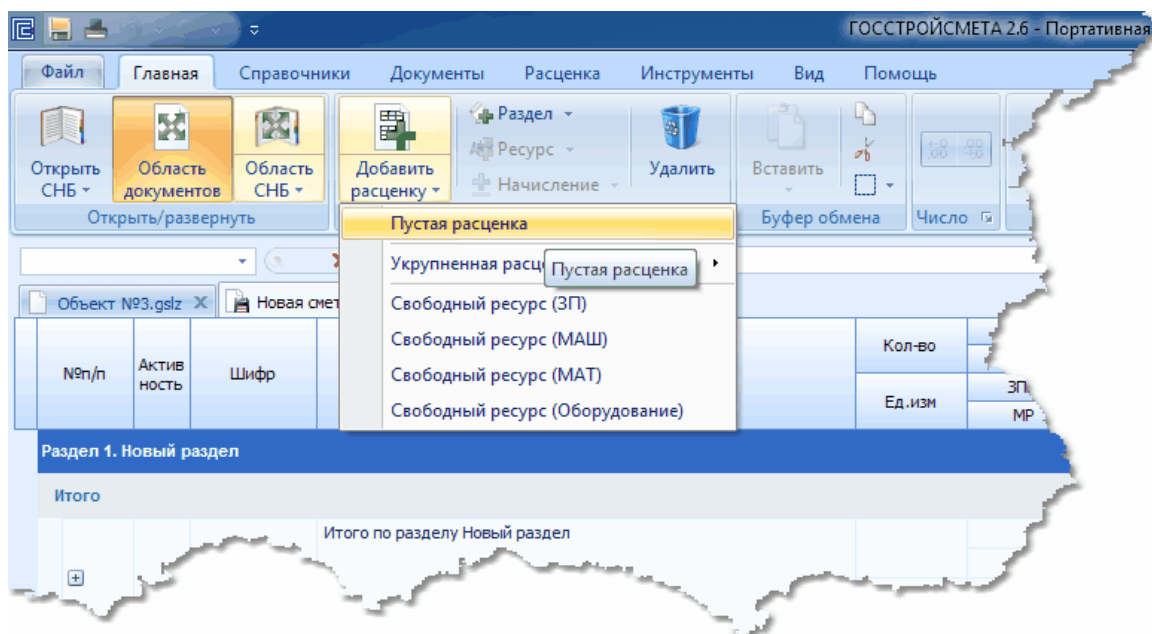 ГОССТРОЙСМЕТА 2.6 - Портативная
Файл Главная Справочники Документы Расценка Инструменты Вид Помощь
Открыть СНБ
Область документов
Область СНБ
Добавить расценку
Раздел
Ресурс
Начисление
Удалить
Вставить
Открыть/развернуть
Буфер обмена
Число
Пустая расценка
Укрупненная
Пустая расценка
Свободный ресурс (ЗП)
Свободный ресурс (МАШ)
Свободный ресурс (МАТ)
Свободный ресурс (Оборудование)
Объект №3.gslz
Новая
№п/п
Актив
ность
Шифр
Кол-во
Ед.изм
ЗП
МР
Раздел 1. Новый раздел
Итого
Итого по разделу Новый раздел